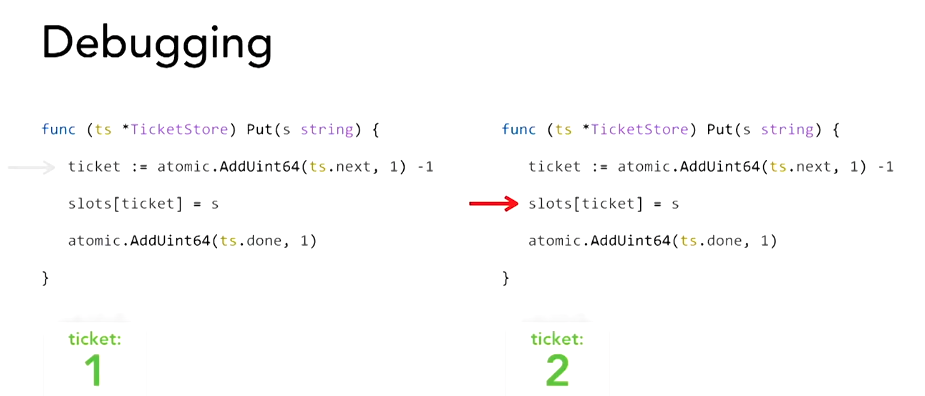 Debugging
func (ts *TicketStore) Put(s string) {
ticket := atomic.AddUint64(ts.next, 1) -1
slots[ticket] = s
atomic.AddUint64(ts.done, 1)
}
ticket:
1
func (ts *TicketStore) Put(s string) {
ticket := atomic.AddUint64(ts.next, 1) -1
slots[ticket] = s
atomic.AddUint64(ts.done, 1)
}
ticket:
2